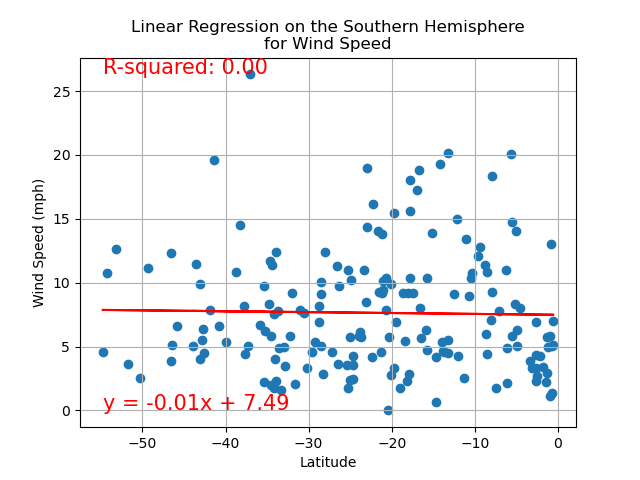 Linear Regression on the Southern Hemisphere
for Wind Speed
R-squared: 0.00
25
20
15
10
5
0
Wind Speed (mph)
y = -0.01x + 7.49
−50 −40 −30 −20 −10 0
Latitude